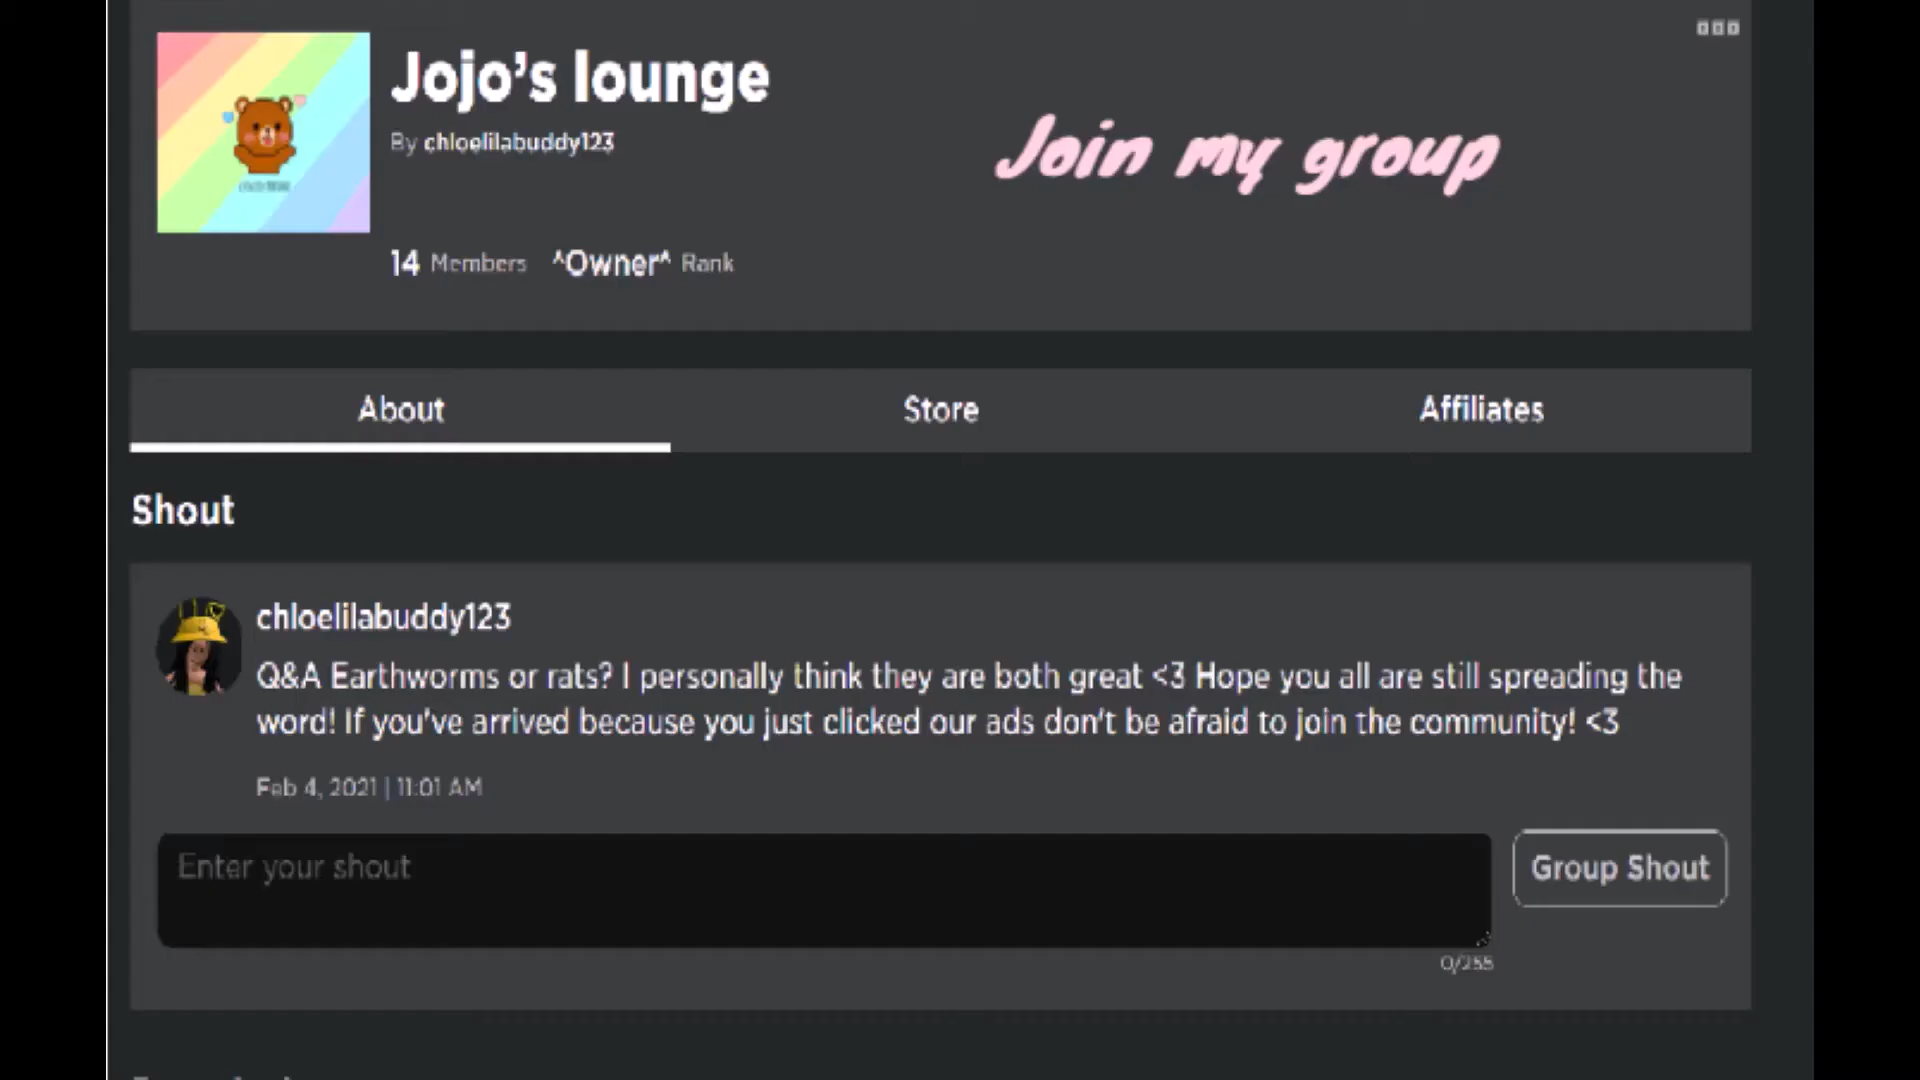 Jojo's lounge
By chloelilabuddy123
Join my group
14 Members ^Owner^ Rank
About Store Affiliates
Shout
chloelilabuddy123
Q&A Earthworms or rats? I personally think they are both great <3 Hope you all are still spreading the
word! If you've arrived because you just clicked our ads don't be afraid to join the community! <3
Feb 4, 2021 | 11:01 AM
Enter your shout
Group Shout
0/255